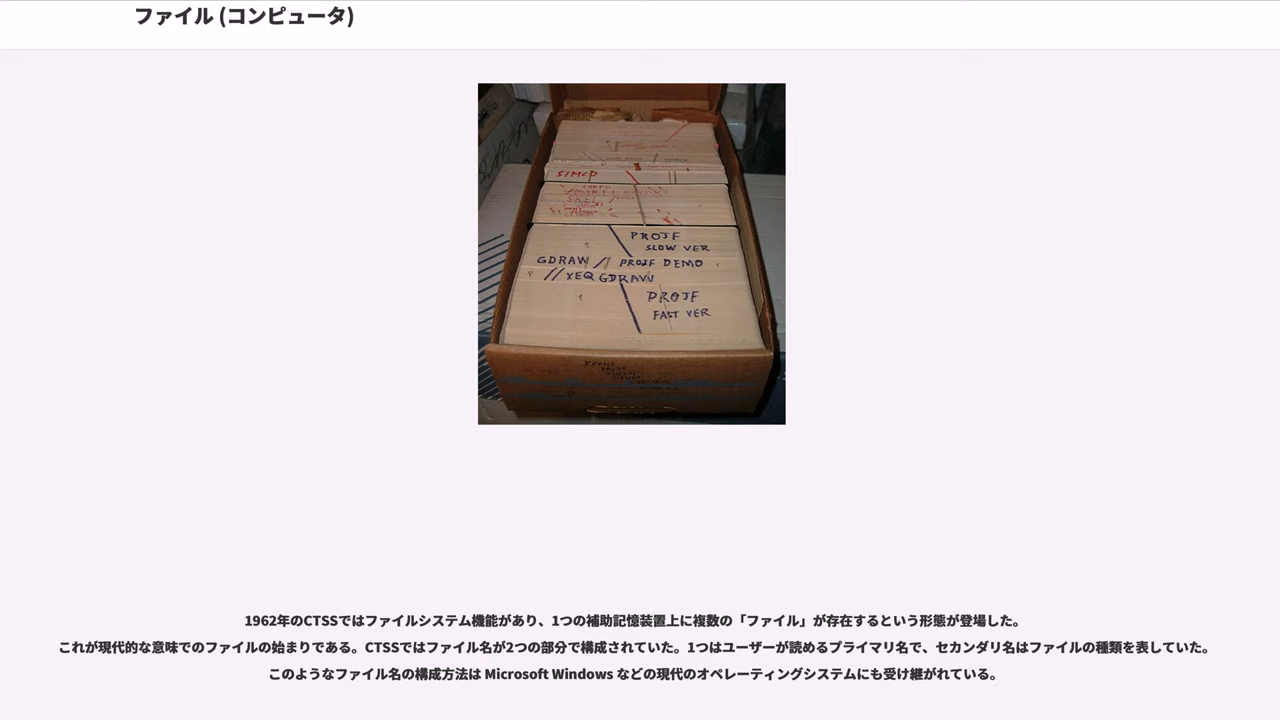 ファイル (コンピュータ)
SIMCD
PROJF
SLOW VER
GDRAW / PROJF DEMO
// XEQ GDRAW
PROJF
FAST VER
1962年のCTSSではファイルシステム機能があり、1つの補助記憶装置上に複数の「ファイル」が存在するという形態が登場した。
これが現代的な意味でのファイルの始まりである。CTSSではファイル名が2つの部分で構成されていた。1つはユーザーが読めるプライマリ名で、セカンダリ名はファイルの種類を表していた。
このようなファイル名の構成方法は Microsoft Windows などの現代のオペレーティングシステムにも受け継がれている。